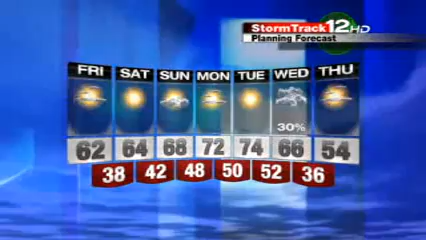 StormTrack 12 HD
Planning Forecast
FRI SAT SUN MON TUE WED THU
30%
62 64 68 72 74 66 54
38 42 48 50 52 36